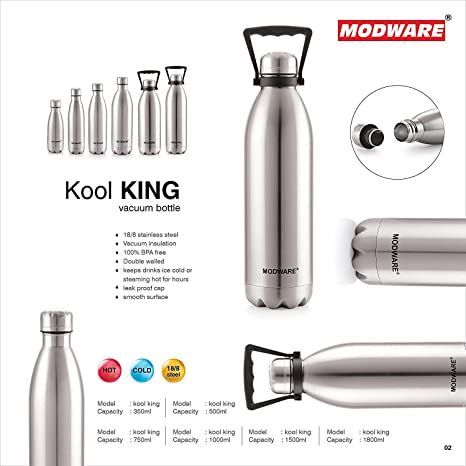 MODWARE®
Kool KING
vacuum bottle
18/8 stainless steel
Vacuum insulation
100% BPA free
Double walled
keeps drinks ice cold or
steaming hot for hours
leak proof cap
smooth surface
MODWARE®
MODWARE®
MODWARE®
HOT
COLD
18/8
steel
Model : kool king
Capacity : 350ml
Model : kool king
Capacity : 500ml
Model : kool king
Capacity : 750ml
Model : kool king
Capacity : 1000ml
Model : kool king
Capacity : 1500ml
Model : kool king
Capacity : 1800ml
02